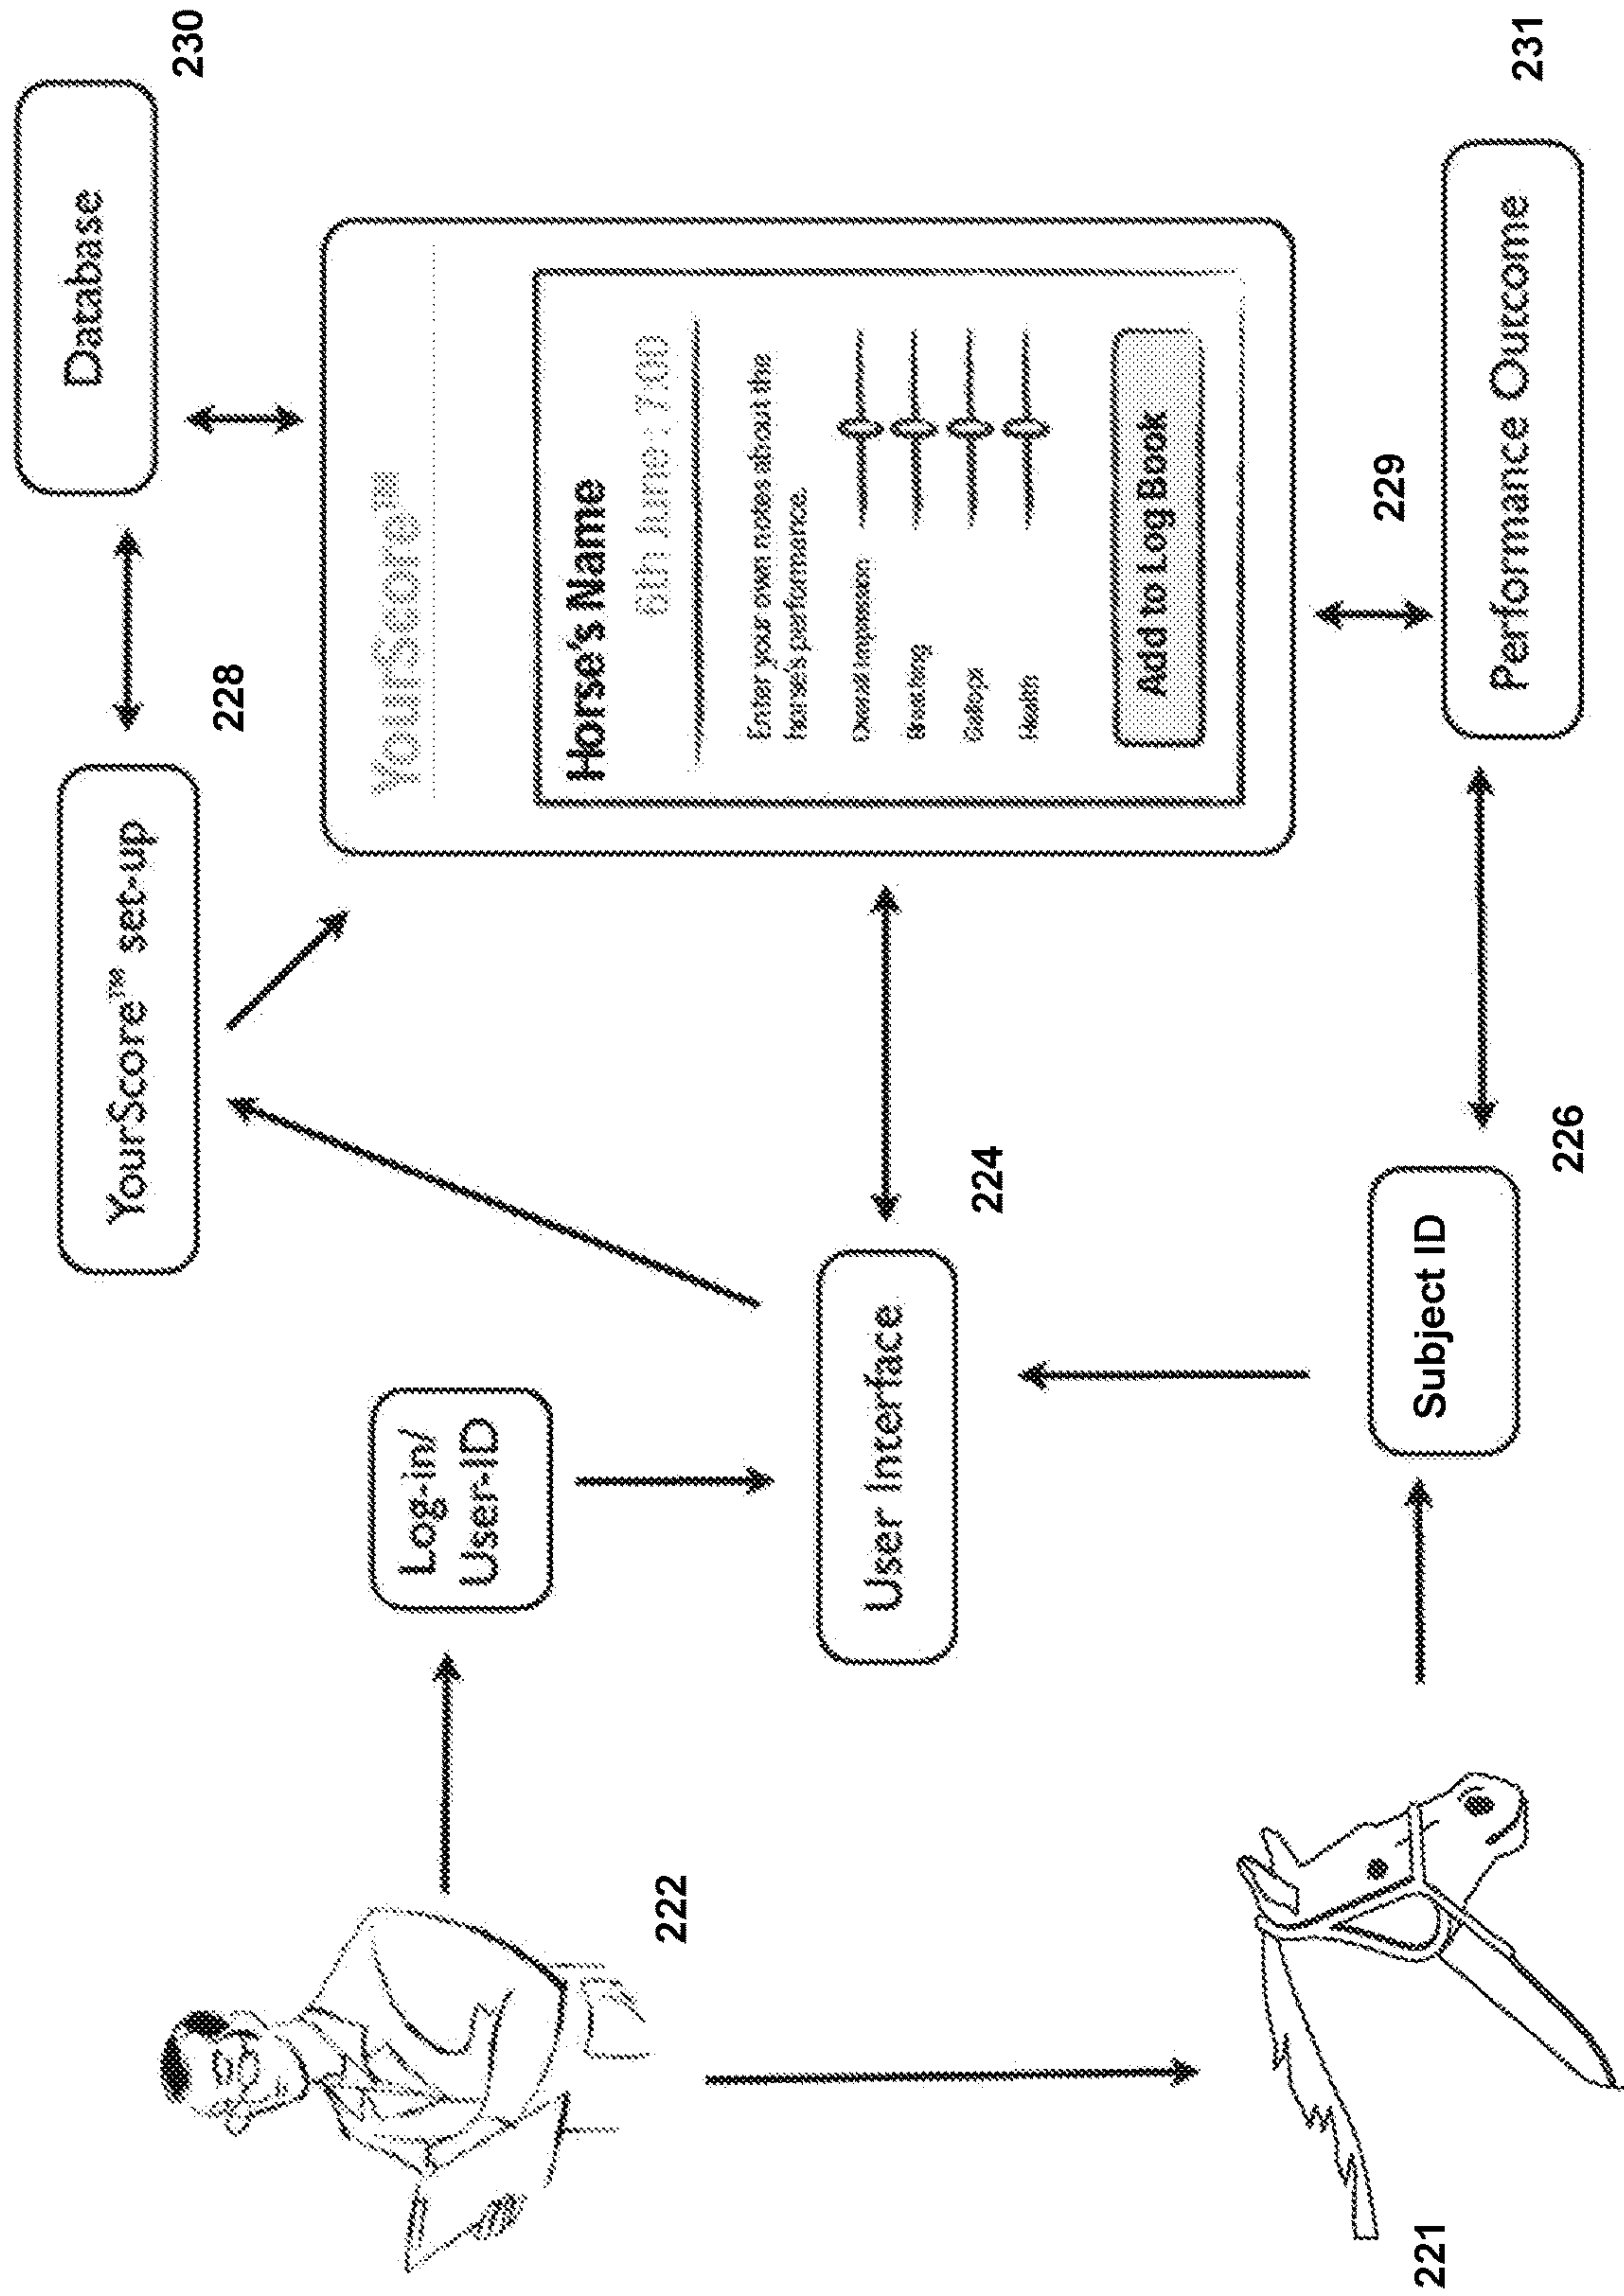 YourScore™ set-up
228
Database
230
Log-in/
User-ID
222
User Interface
224
YourScore™
Horse's Name
6th June : 7:00
Enter your own notes about the
horse's performance.
Overall Impression
Breathing
Gallops
Health
Add to Log Book
229
221
Subject ID
226
Performance Outcome
231